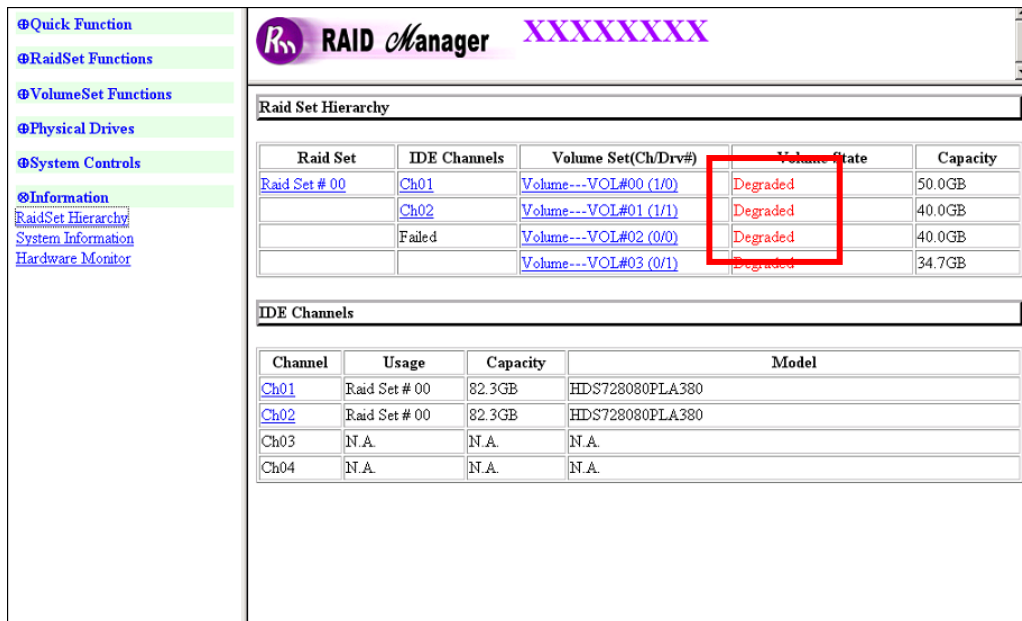 ⊕Quick Function
⊕RaidSet Functions
⊕VolumeSet Functions
⊕Physical Drives
⊕System Controls
⊗Information
RaidSet Hierarchy
System Information
Hardware Monitor
Rm RAID Manager XXXXXXXX
Raid Set Hierarchy
Raid Set IDE Channels Volume Set(Ch/Drv#) Volume State Capacity
Raid Set # 00 Ch01 Volume---VOL#00 (1/0) Degraded 50.0GB
Ch02 Volume---VOL#01 (1/1) Degraded 40.0GB
Failed Volume---VOL#02 (0/0) Degraded 40.0GB
Volume---VOL#03 (0/1) Degraded 34.7GB
IDE Channels
Channel Usage Capacity Model
Ch01 Raid Set # 00 82.3GB HDS728080PLA380
Ch02 Raid Set # 00 82.3GB HDS728080PLA380
Ch03 N.A. N.A. N.A.
Ch04 N.A. N.A. N.A.